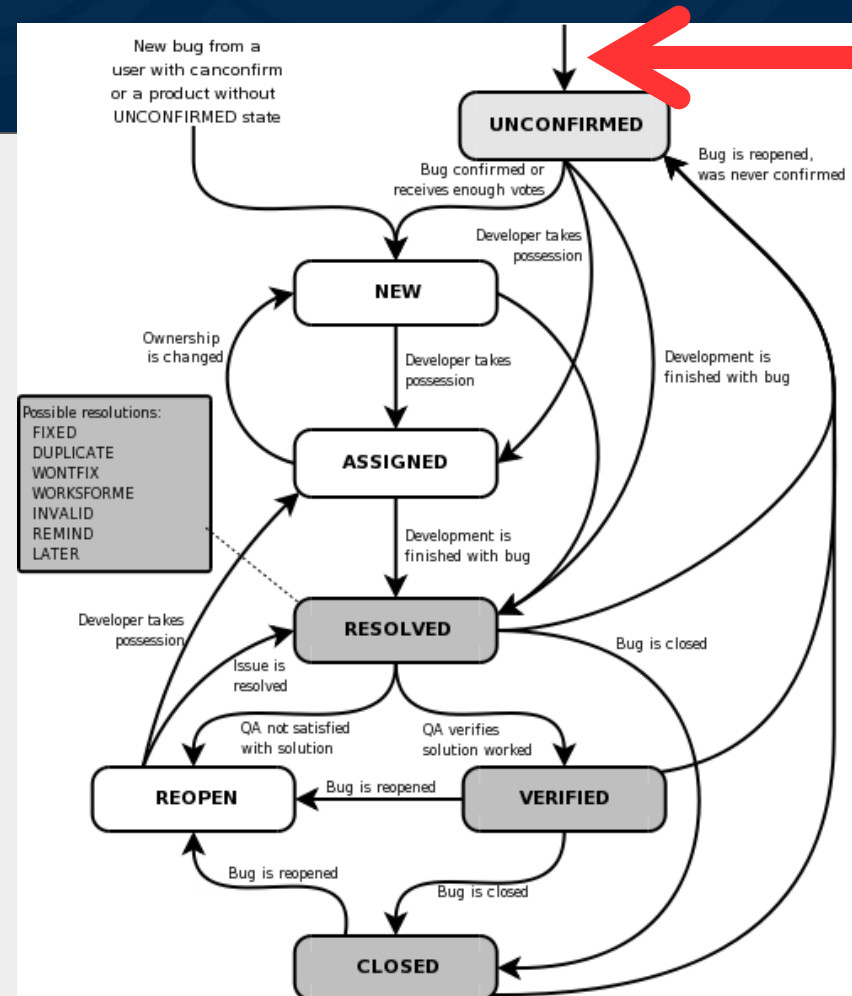 New bug from a
user with canconfirm
or a product without
UNCONFIRMED state
UNCONFIRMED
Bug is reopened,
was never confirmed
Bug confirmed or
receives enough votes
Developer takes
possession
NEW
Ownership
is changed
Developer takes
possession
Development is
finished with bug
Possible resolutions:
FIXED
DUPLICATE
WONTFIX
WORKSFORME
INVALID
REMIND
LATER
ASSIGNED
Development is
finished with bug
RESOLVED
Developer takes
possession
Bug is closed
Issue is
resolved
QA not satisfied
with solution
QA verifies
solution worked
REOPEN
Bug is reopened
VERIFIED
Bug is reopened
Bug is closed
CLOSED